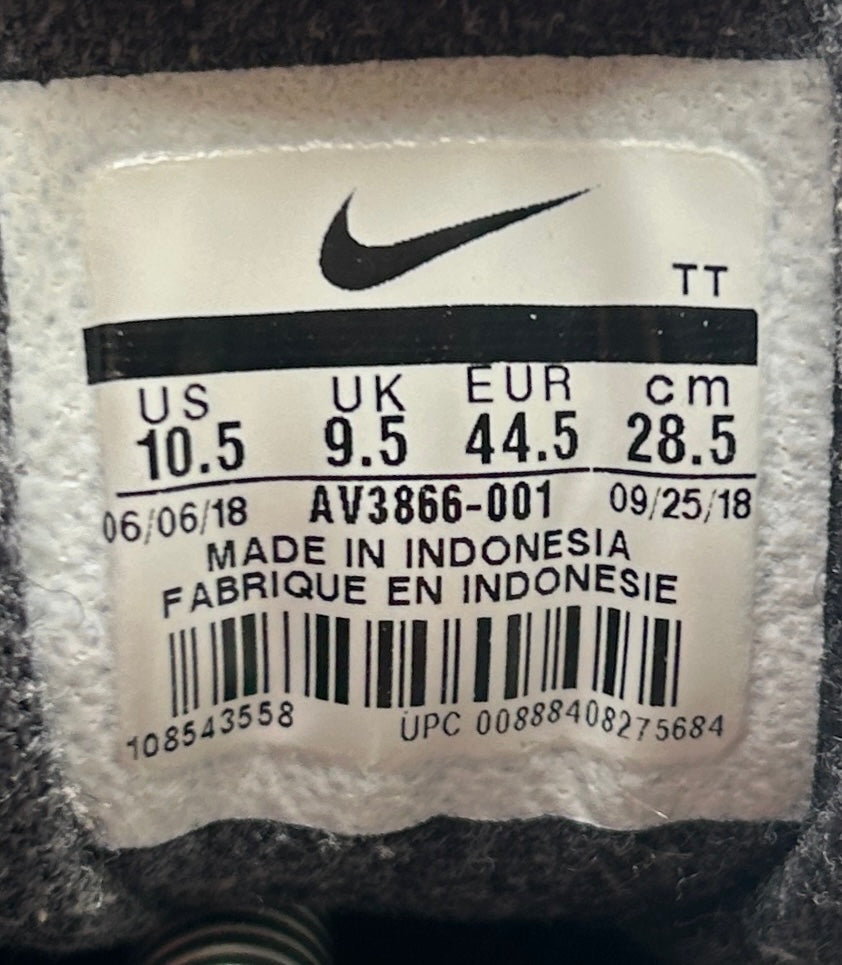 TT
US UK EUR cm
10.5 9.5 44.5 28.5
06/06/18 AV3866-001 09/25/18
MADE IN INDONESIA
FABRIQUE EN INDONESIE
108543558 UPC 00888408275684